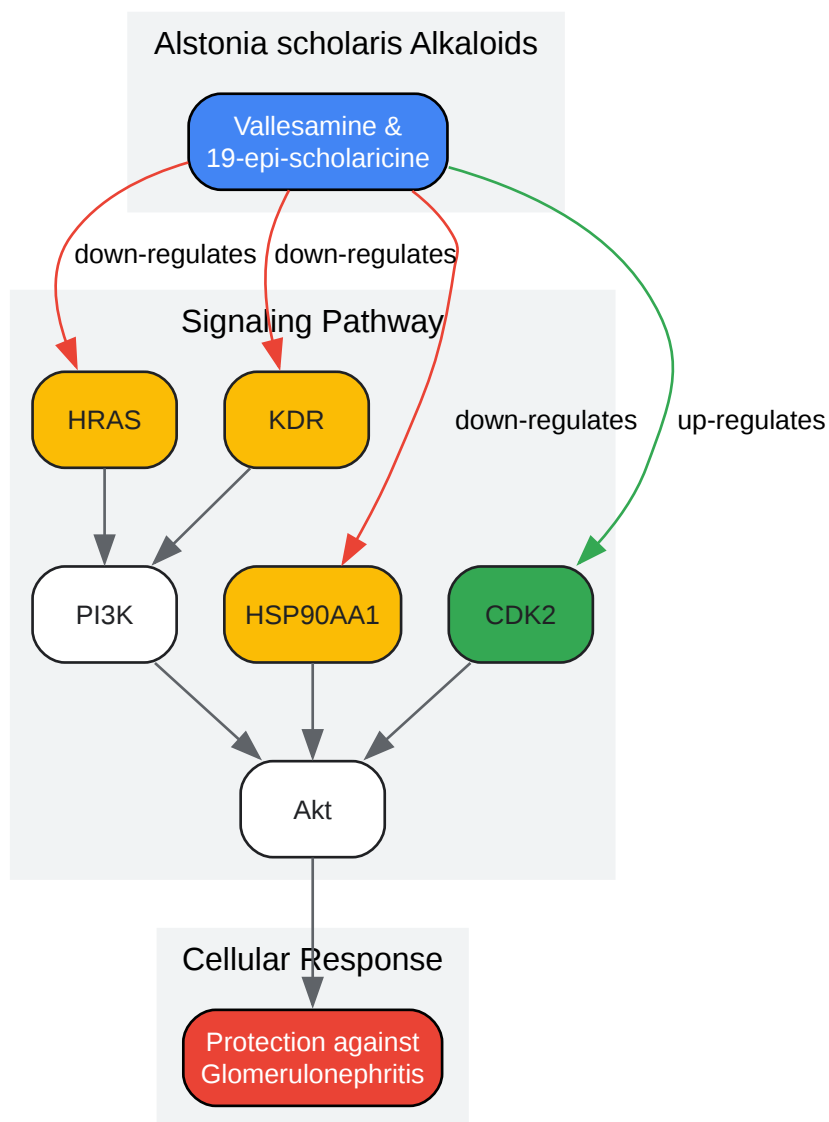 Alstonia scholaris Alkaloids
Vallesamine &
19-epi-scholaricine
down-regulates
down-regulates
Signaling Pathway
HRAS
KDR
down-regulates
up-regulates
PI3K
HSP90AA1
CDK2
Akt
Cellular Response
Protection against
Glomerulonephritis